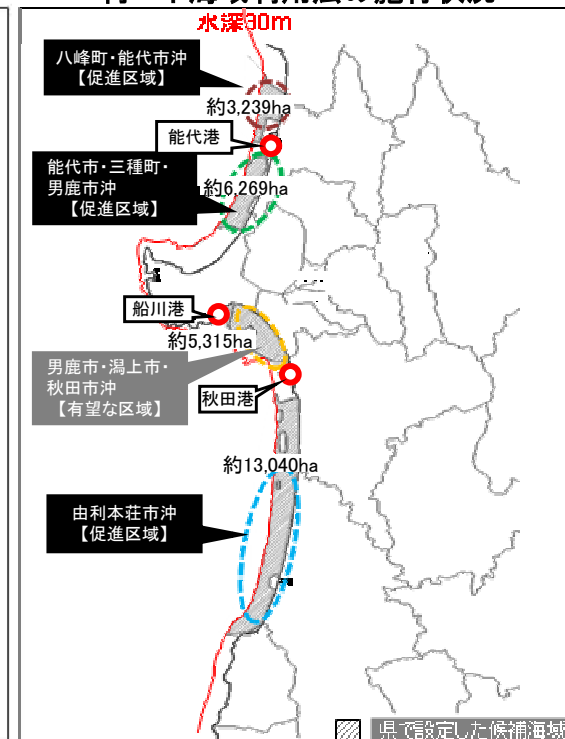 水深30m
八峰町・能代市沖
【促進区域】
約3,239ha
能代港
能代市・三種町・
男鹿市沖
【促進区域】
約6,269ha
船川港
約5,315ha
男鹿市・潟上市・
秋田市沖
【有望な区域】
秋田港
約13,040ha
由利本荘市沖
【促進区域】
県で設定した候補海域